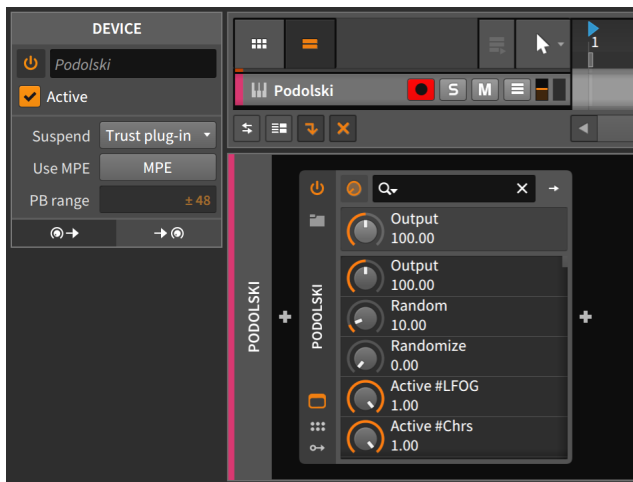 DEVICE
Podolski
Active
Suspend Trust plug-in
Use MPE MPE
PB range ± 48
1
Podolski S M
PODOLSKI
PODOLSKI
Output
100.00
Output
100.00
Random
10.00
Randomize
0.00
Active #LFOG
1.00
Active #Chrs
1.00